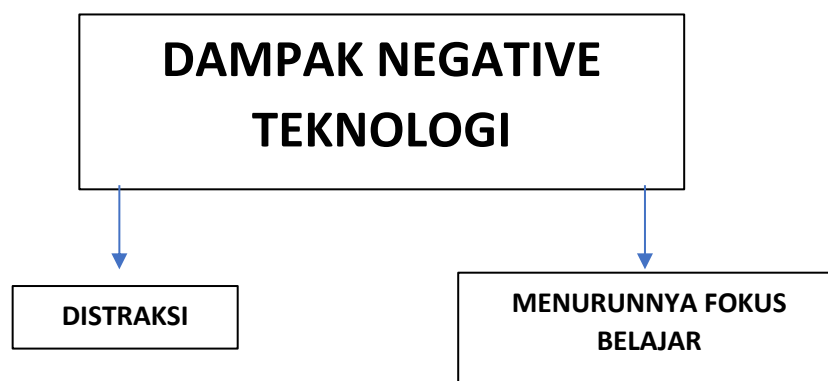 DAMPAK NEGATIVE
TEKNOLOGI
DISTRAKSI
MENURUNNYA FOKUS
BELAJAR